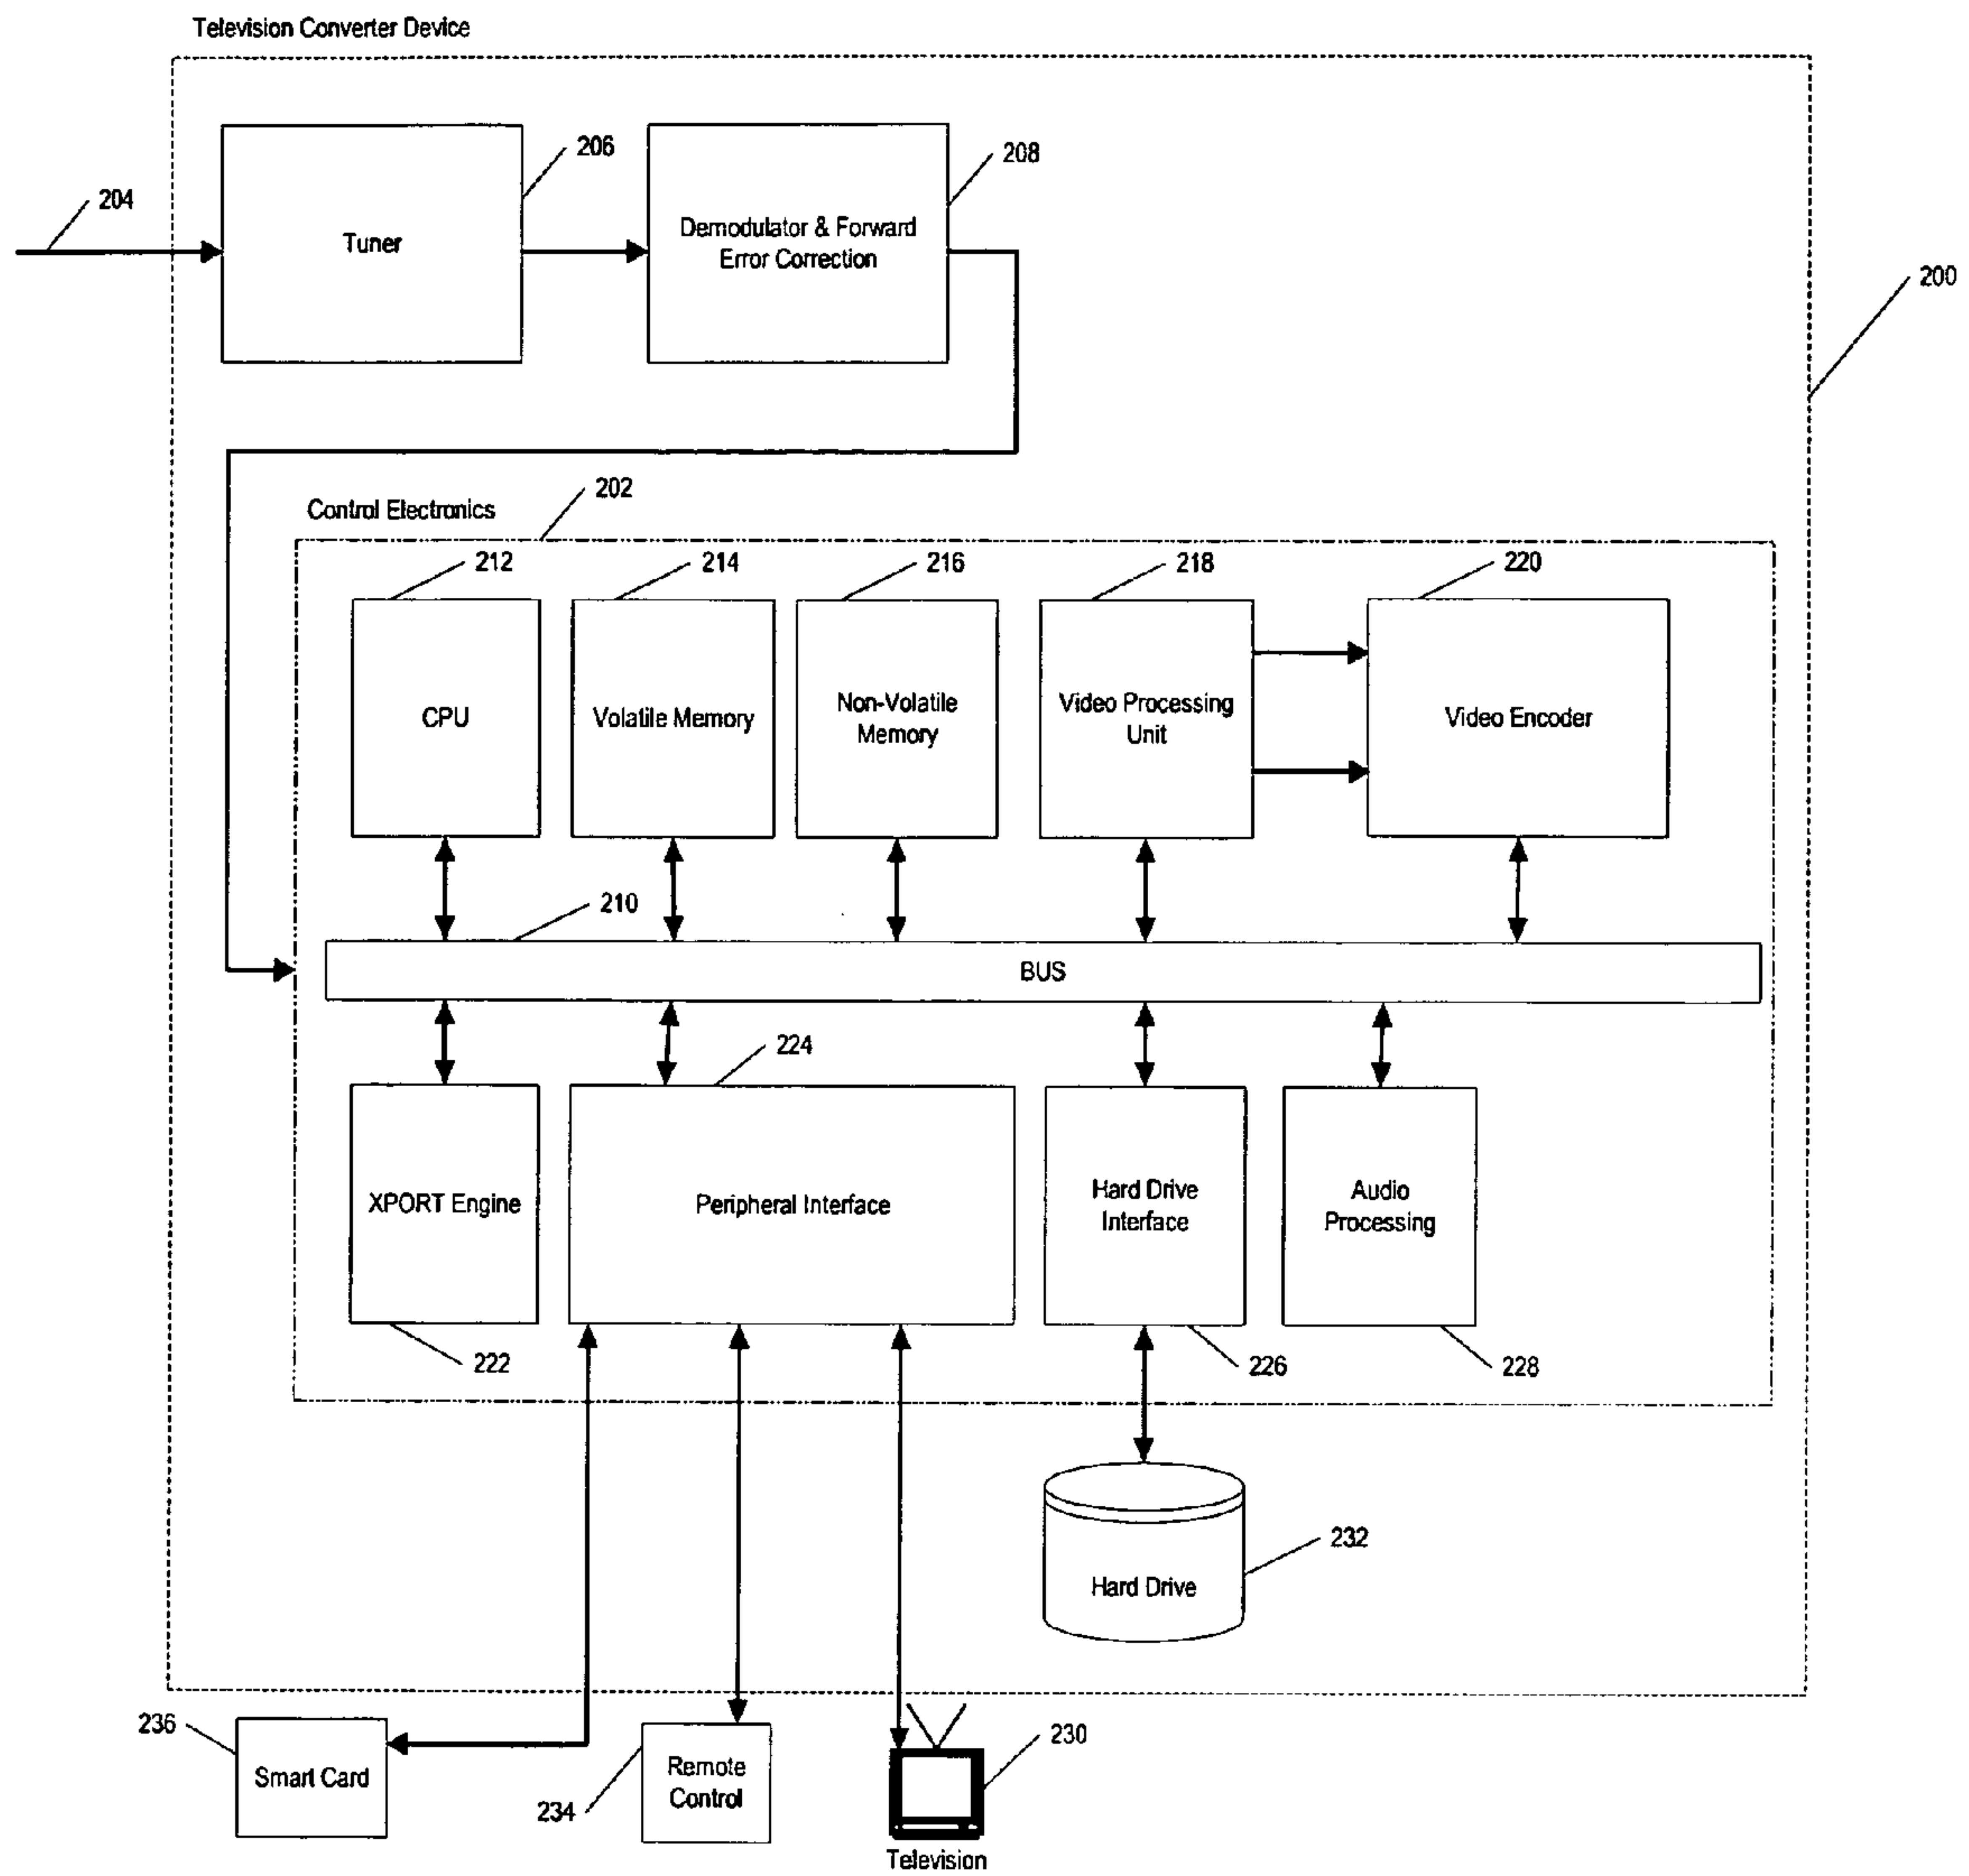 Television Converter Device
206
208
204
Tuner
Demodulator & Forward
Error Correction
200
202
Control Electronics
212
214
216
218
220
CPU
Volatile Memory
Non-Volatile
Memory
Video Processing
Unit
Video Encoder
210
BUS
224
XPORT Engine
Peripheral Interface
Hard Drive
Interface
Audio
Processing
222
226
228
232
Hard Drive
236
Smart Card
234
Remote
Control
230
Television